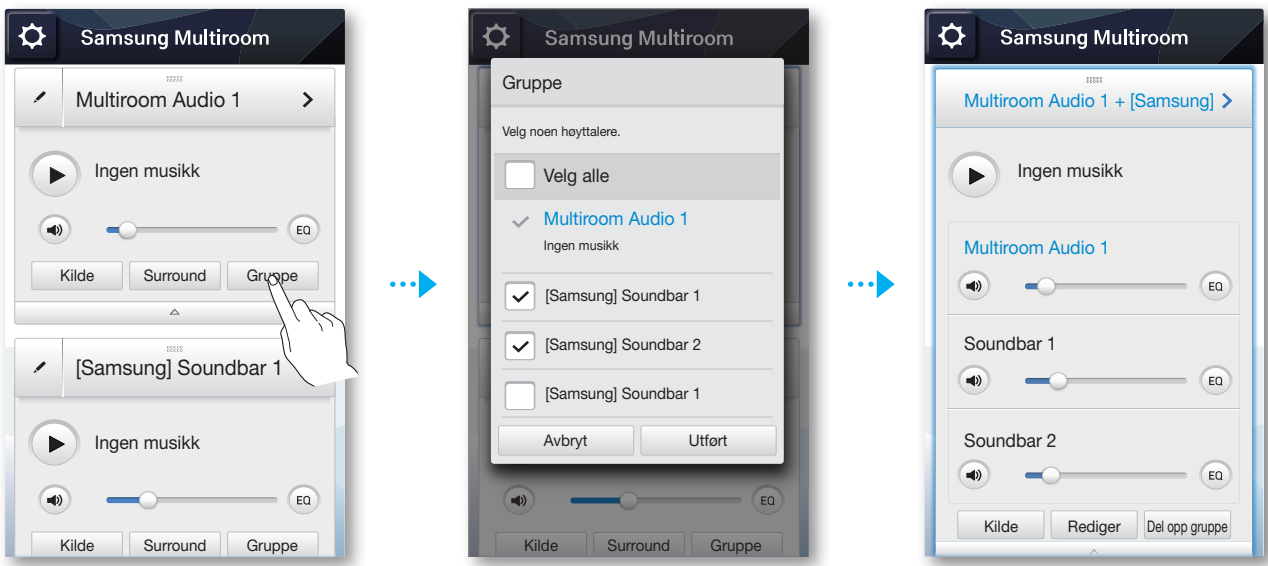 Samsung Multiroom
Multiroom Audio 1
Ingen musikk
EQ
Kilde
Surround
Gruppe
[Samsung] Soundbar 1
Ingen musikk
EQ
Kilde
Surround
Gruppe
Samsung Multiroom
Gruppe
Velg noen høyttalere.
Velg alle
Multiroom Audio 1
Ingen musikk
[Samsung] Soundbar 1
[Samsung] Soundbar 2
[Samsung] Soundbar 1
Avbryt
Utført
EQ
Kilde
Surround
Gruppe
Samsung Multiroom
Multiroom Audio 1 + [Samsung]
Ingen musikk
Multiroom Audio 1
EQ
Soundbar 1
EQ
Soundbar 2
EQ
Kilde
Rediger
Del opp gruppe